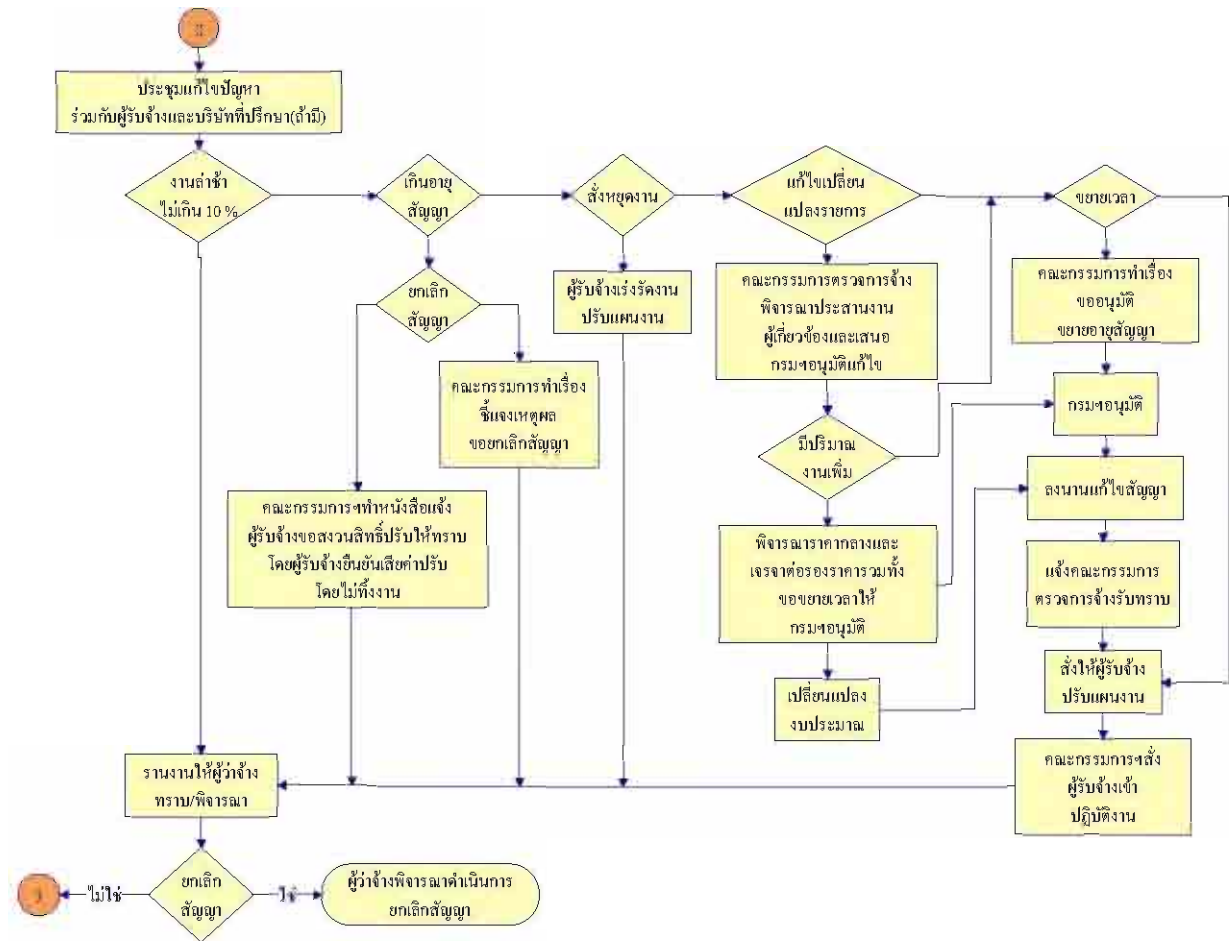 ประชุมแก้ไขปัญหา
ร่วมกับผู้รับจ้างและบริษัทที่ปรึกษา(ถ้ามี)
งานล่าช้า
ไม่เกิน 10 %
เกินอายุ
สัญญา
สั่งหยุดงาน
แก้ไขเปลี่ยน
แปลงรายการ
ขยายเวลา
ยกเลิก
สัญญา
ผู้รับจ้างเร่งรัดงาน
ปรับแผนงาน
คณะกรรมการตรวจการจ้าง
พิจารณาประสานงาน
ผู้เกี่ยวข้องและเสนอ
กรมฯอนุมัติแก้ไข
คณะกรรมการทำเรื่อง
ขออนุมัติ
ขยายอายุสัญญา
คณะกรรมการทำเรื่อง
ชี้แจงเหตุผล
ขอยกเลิกสัญญา
กรมฯอนุมัติ
มีปริมาณ
งานเพิ่ม
ลงนานแก้ไขสัญญา
คณะกรรมการฯทำหนังสือแจ้ง
ผู้รับจ้างขอสงวนสิทธิ์ปรับให้ทราบ
โดยผู้รับจ้างยืนยันเสียค่าปรับ
โดยไม่ทิ้งงาน
พิจารณาราคากลางและ
เจรจาต่อรองราคารวมทั้ง
ขอขยายเวลาให้
กรมฯอนุมัติ
แจ้งคณะกรรมการ
ตรวจการจ้างรับทราบ
เปลี่ยนแปลง
งบประมาณ
สั่งให้ผู้รับจ้าง
ปรับแผนงาน
รานงานให้ผู้ว่าจ้าง
ทราบ/พิจารณา
คณะกรรมการฯสั่ง
ผู้รับจ้างเข้า
ปฏิบัติงาน
ไม่ใช่
ยกเลิก
สัญญา
ใช่
ผู้ว่าจ้างพิจารณาดำเนินการ
ยกเลิกสัญญา